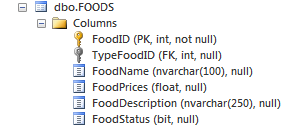 dbo.FOODS
Columns
FoodID (PK, int, not null)
TypeFoodID (FK, int, null)
FoodName (nvarchar(100), null)
FoodPrices (float, null)
FoodDescription (nvarchar(250), null)
FoodStatus (bit, null)